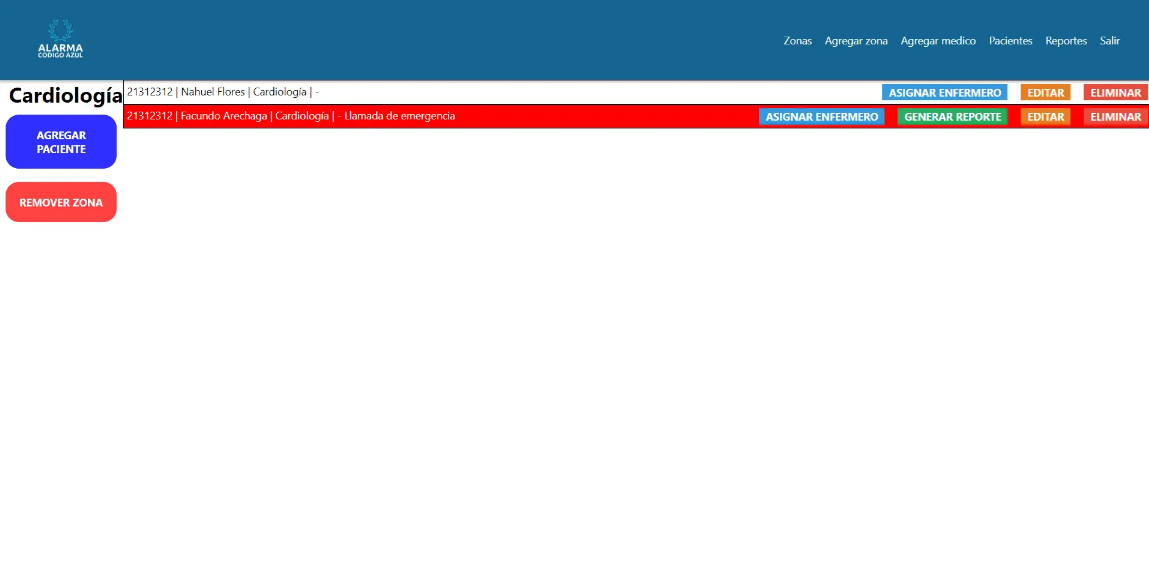 ALARMA
CODIGO AZUL
Zonas Agregar zona Agregar medico Pacientes Reportes Salir
Cardiología
AGREGAR
PACIENTE
REMOVER ZONA
21312312 | Nahuel Flores | Cardiología | - ASIGNAR ENFERMERO EDITAR ELIMINAR
21312312 | Facundo Arechaga | Cardiología | - Llamada de emergencia ASIGNAR ENFERMERO GENERAR REPORTE EDITAR ELIMINAR